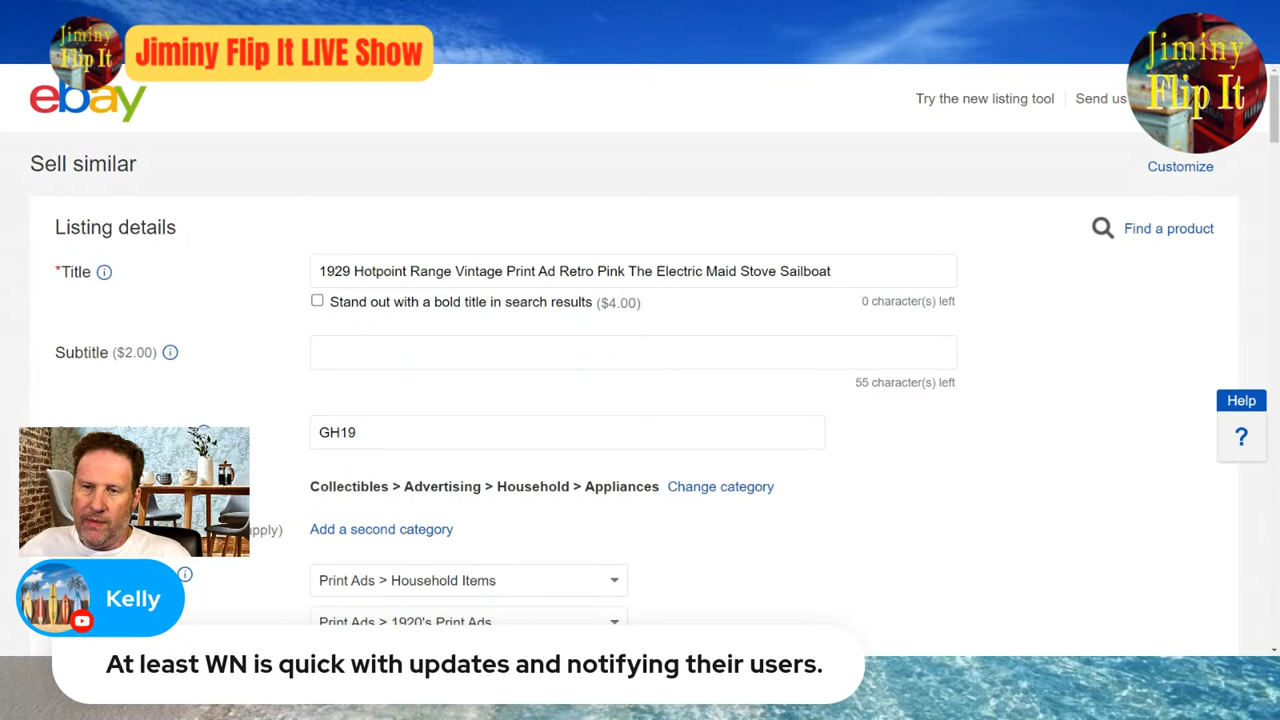 Jiminy
Flip It
Jiminy Flip It LIVE Show
Jiminy
Flip It
ebay
Try the new listing tool
Send us
Sell similar
Customize
Listing details
Find a product
*Title
1929 Hotpoint Range Vintage Print Ad Retro Pink The Electric Maid Stove Sailboat
Stand out with a bold title in search results ($4.00)
0 character(s) left
Subtitle ($2.00)
55 character(s) left
Help
?
GH19
Collectibles > Advertising > Household > Appliances Change category
pply)
Add a second category
Print Ads > Household Items
Print Ads > 1920's Print Ads
Kelly
At least WN is quick with updates and notifying their users.